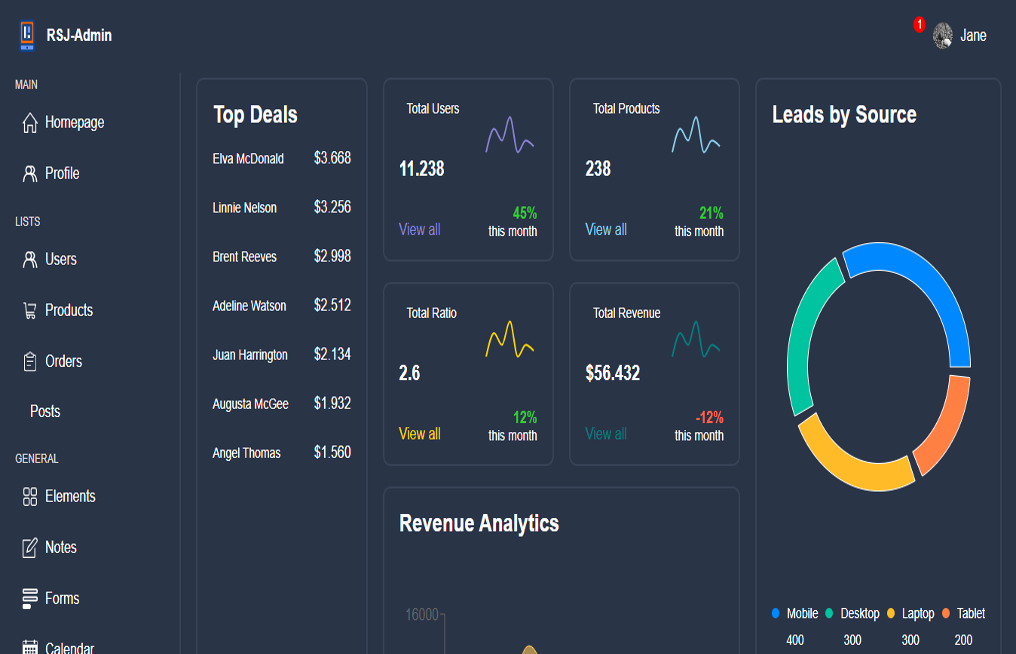 RSJ-Admin
1
Jane
MAIN
Homepage
Profile
LISTS
Users
Products
Orders
Posts
GENERAL
Elements
Notes
Forms
Calendar
Top Deals
Elva McDonald $3.668
Linnie Nelson $3.256
Brent Reeves $2.998
Adeline Watson $2.512
Juan Harrington $2.134
Augusta McGee $1.932
Angel Thomas $1.560
Total Users
11.238
45%
View all
this month
Total Products
238
21%
View all
this month
Total Ratio
2.6
12%
View all
this month
Total Revenue
$56.432
-12%
View all
this month
Revenue Analytics
16000
Leads by Source
Mobile Desktop Laptop Tablet
400 300 300 200